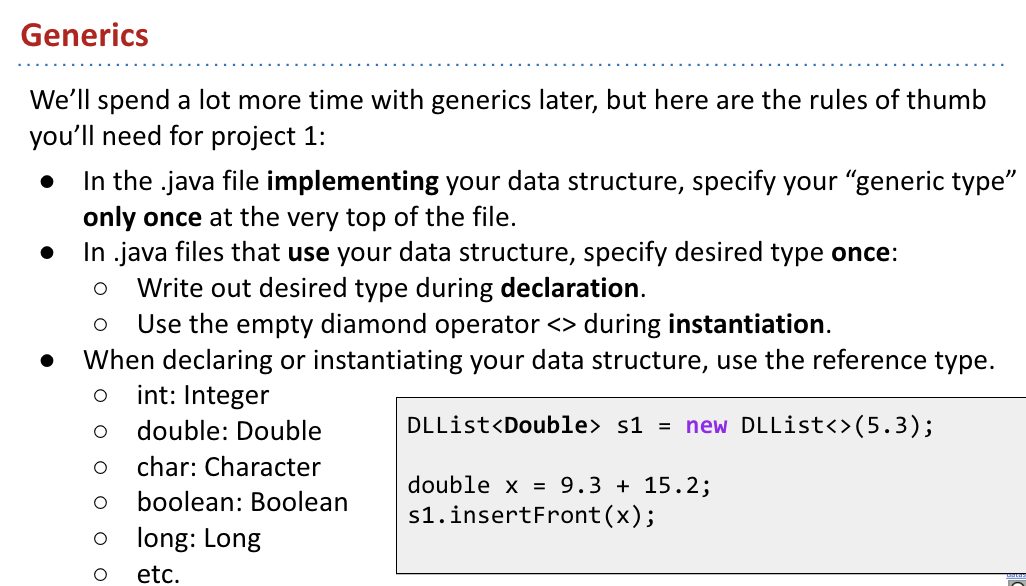 Generics
We’ll spend a lot more time with generics later, but here are the rules of thumb
you’ll need for project 1:
● In the .java file implementing your data structure, specify your “generic type”
only once at the very top of the file.
● In .java files that use your data structure, specify desired type once:
○ Write out desired type during declaration.
○ Use the empty diamond operator <> during instantiation.
● When declaring or instantiating your data structure, use the reference type.
○ int: Integer
○ double: Double
○ char: Character
○ boolean: Boolean
○ long: Long
○ etc.
DLList<Double> s1 = new DLList<>(5.3);
double x = 9.3 + 15.2;
s1.insertFront(x);